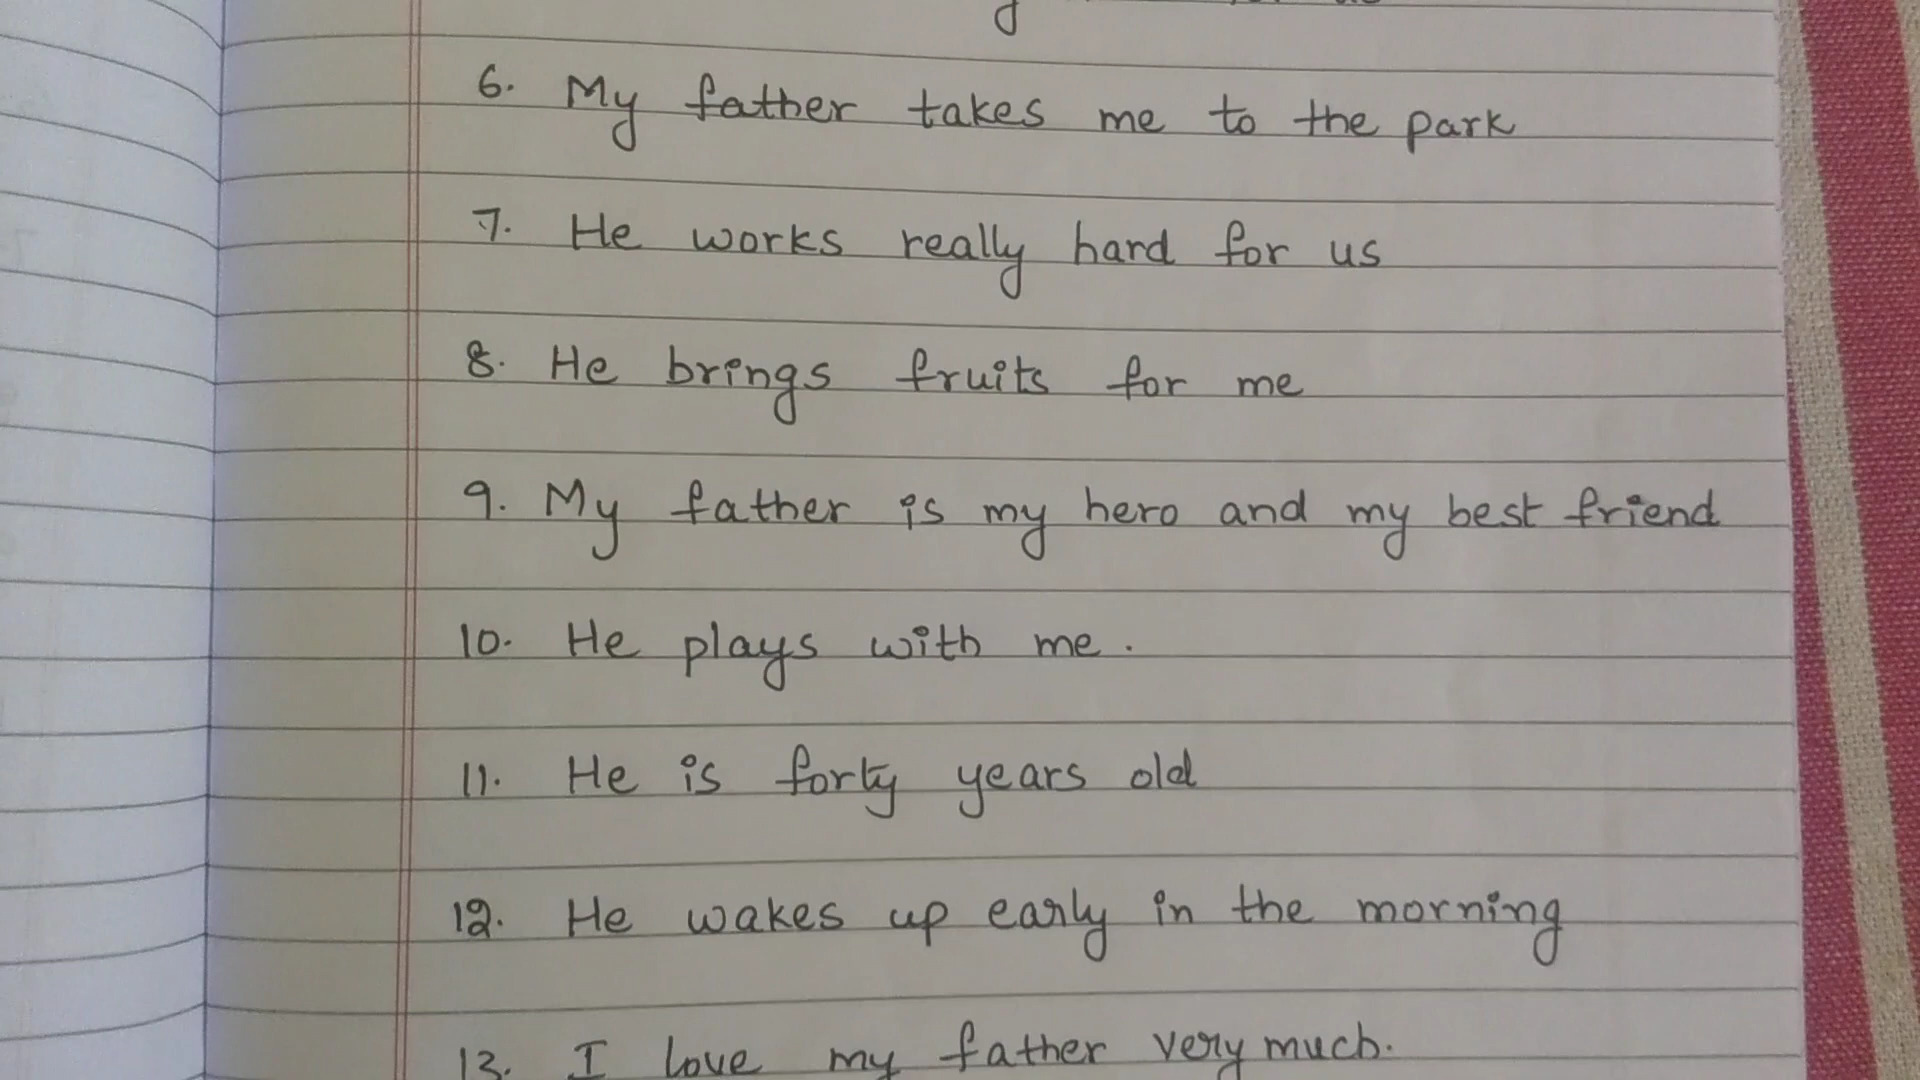 6. My father takes me to the park
7. He works really hard for us
8. He brings fruits for me
9. My father is my hero and my best friend
10. He plays with me.
11. He is forty years old
12. He wakes up early in the morning
13. I love my father very much.